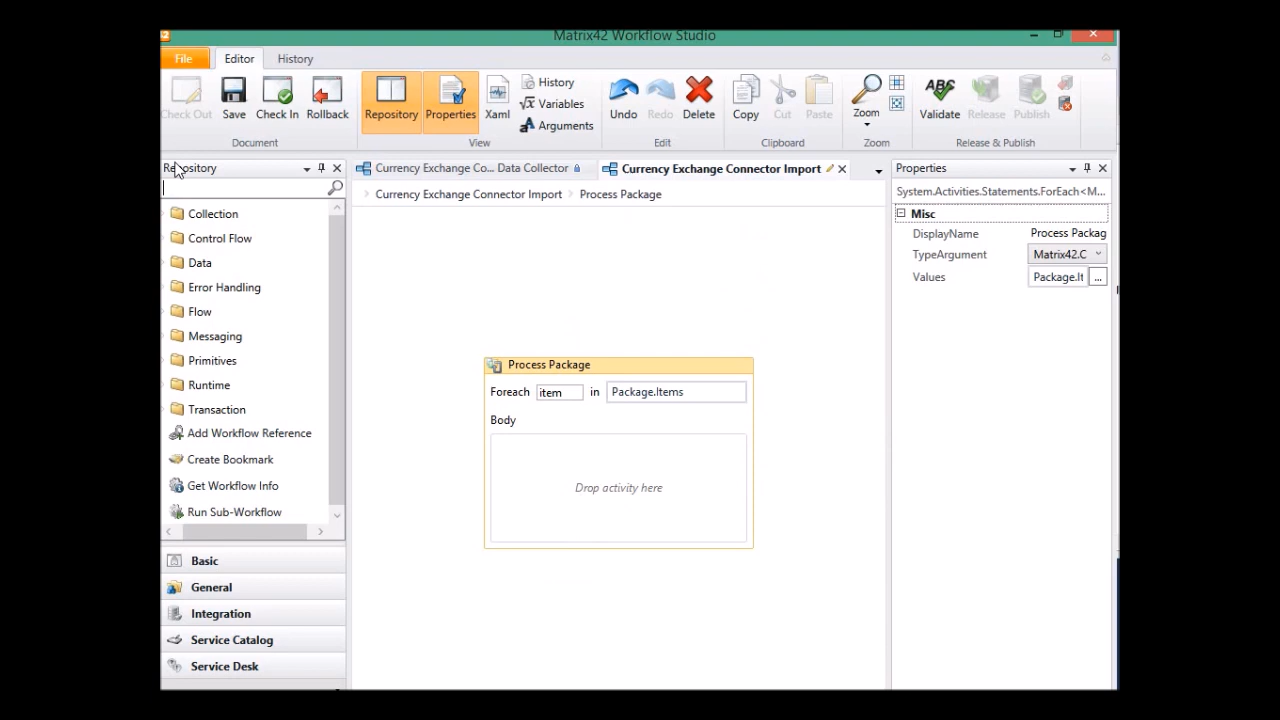 Matrix42 Workflow Studio
File Editor History
Check Out Save Check In Rollback Repository Properties Xaml History Variables Arguments Undo Redo Delete Copy Cut Paste Zoom Validate Release Publish
Document View Edit Clipboard Zoom Release & Publish
Repository
Currency Exchange Co... Data Collector
Currency Exchange Connector Import
Properties
Currency Exchange Connector Import Process Package
System.Activities.Statements.ForEach<M...
Misc
DisplayName Process Packag
TypeArgument Matrix42.C
Values Package.It ...
Collection
Control Flow
Data
Error Handling
Flow
Messaging
Primitives
Runtime
Transaction
Add Workflow Reference
Create Bookmark
Get Workflow Info
Run Sub-Workflow
Basic
General
Integration
Service Catalog
Service Desk
Process Package
Foreach item in Package.Items
Body
Drop activity here